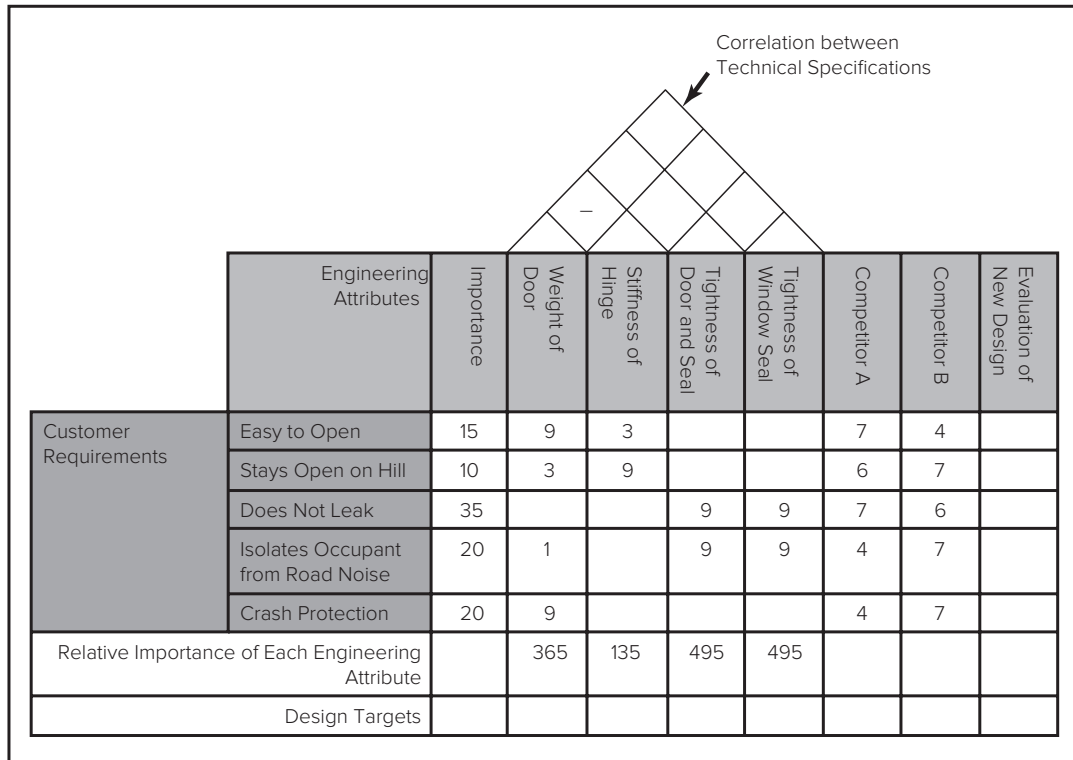 Correlation between
Technical Specifications
–
Engineering
Attributes
Importance
Weight of
Door
Stiffness of
Hinge
Tightness of
Door and Seal
Tightness of
Window Seal
Competitor A
Competitor B
Evaluation of
New Design
Customer
Requirements
Easy to Open 15 9 3 7 4
Stays Open on Hill 10 3 9 6 7
Does Not Leak 35 9 9 7 6
Isolates Occupant
from Road Noise 20 1 9 9 4 7
Crash Protection 20 9 4 7
Relative Importance of Each Engineering
Attribute 365 135 495 495
Design Targets